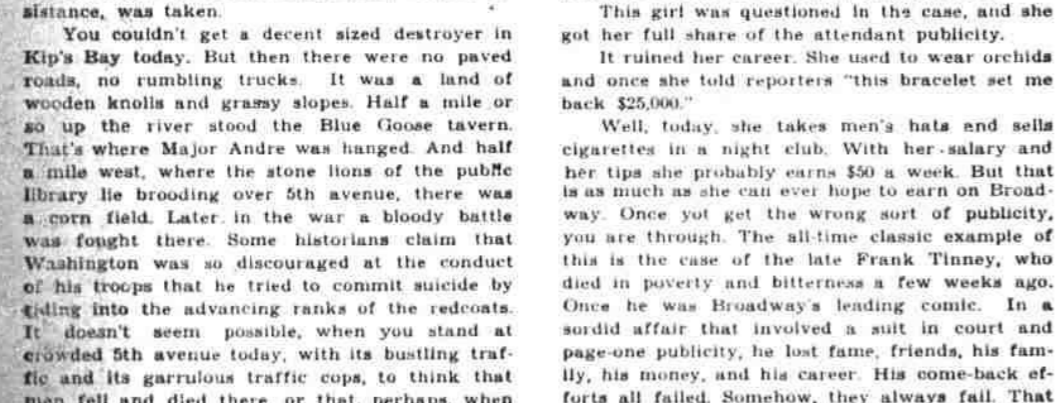 sistance, was taken.
You couldn't get a decent sized destroyer in
Kip's Bay today. But then there were no paved
roads, no rumbling trucks. It was a land of
wooden knolls and grassy slopes. Half a mile or
so up the river stood the Blue Goose tavern.
That's where Major Andre was hanged. And half
a mile west, where the stone lions of the public
library lie brooding over 5th avenue, there was
a corn field. Later in the war a bloody battle
was fought there. Some historians claim that
Washington was so discouraged at the conduct
of his troops that he tried to commit suicide by
riding into the advancing ranks of the redcoats.
It doesn't seem possible, when you stand at
crowded 5th avenue today, with its bustling traf-
fic and its garrulous traffic cops, to think that
men fell and died there, or that, perhaps, when
This girl was questioned in the case, and she
got her full share of the attendant publicity.
It ruined her career. She used to wear orchids
and once she told reporters "this bracelet set me
back $25,000."
Well, today, she takes men's hats and sells
cigarettes in a night club. With her salary and
her tips she probably earns $50 a week. But that
is as much as she can ever hope to earn on Broad-
way. Once yot get the wrong sort of publicity,
you are through. The all-time classic example of
this is the case of the late Frank Tinney, who
died in poverty and bitterness a few weeks ago.
Once he was Broadway's leading comic. In a
sordid affair that involved a suit in court and
page-one publicity, he lost fame, friends, his fam-
ily, his money, and his career. His come-back ef-
forts all failed. Somehow, they always fail. That